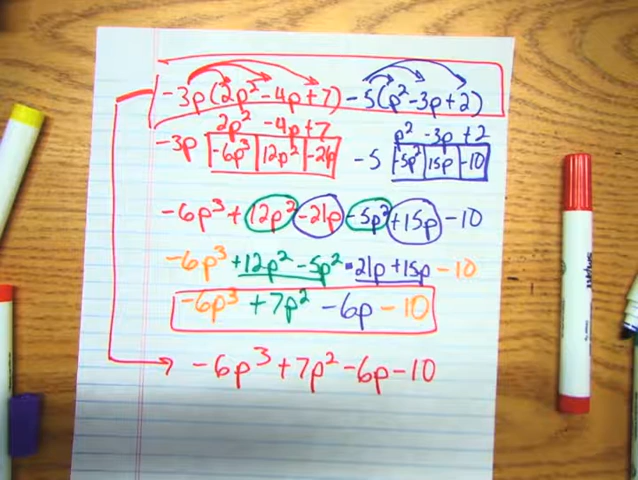 -3p(2p²-4p+7)-5(p²-3p+2)
2p² -4p+7 p² -3p+2
-3p -6p³ 12p² -21p -5 -5p² 15p -10
-6p³+12p²-21p-5p²+15p-10
-6p³+12p²-5p²-21p+15p-10
-6p³+7p²-6p-10
-6p³+7p²-6p-10